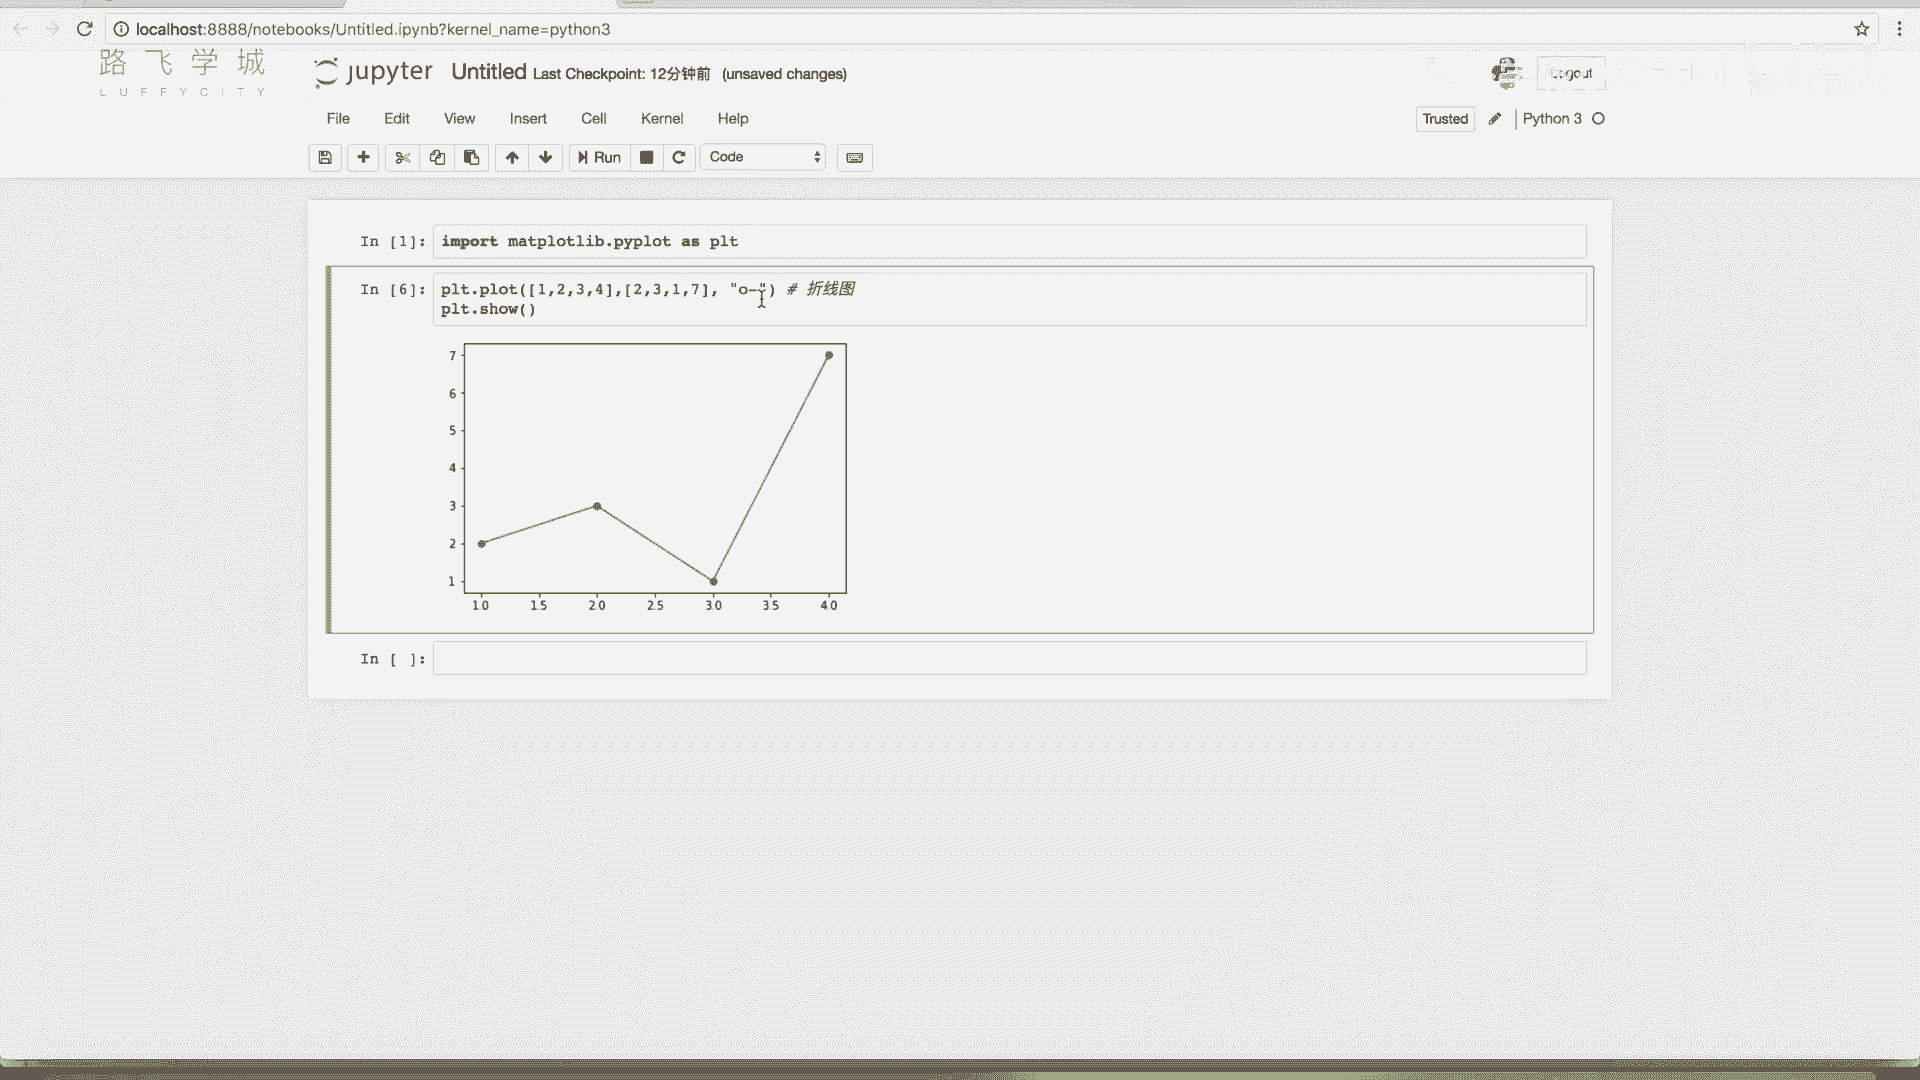 localhost:8888/notebooks/Untitled.ipynb?kernel_name=python3
路飞学城
LUFFYCITY
jupyter Untitled Last Checkpoint: 12分钟前 (unsaved changes)
Logout
File Edit View Insert Cell Kernel Help
Trusted Python 3
Run Code
In [1]: import matplotlib.pyplot as plt
In [6]: plt.plot([1,2,3,4],[2,3,1,7], "o-") # 折线图
plt.show()
7
6
5
4
3
2
1
1.0 1.5 2.0 2.5 3.0 3.5 4.0
In [ ]: